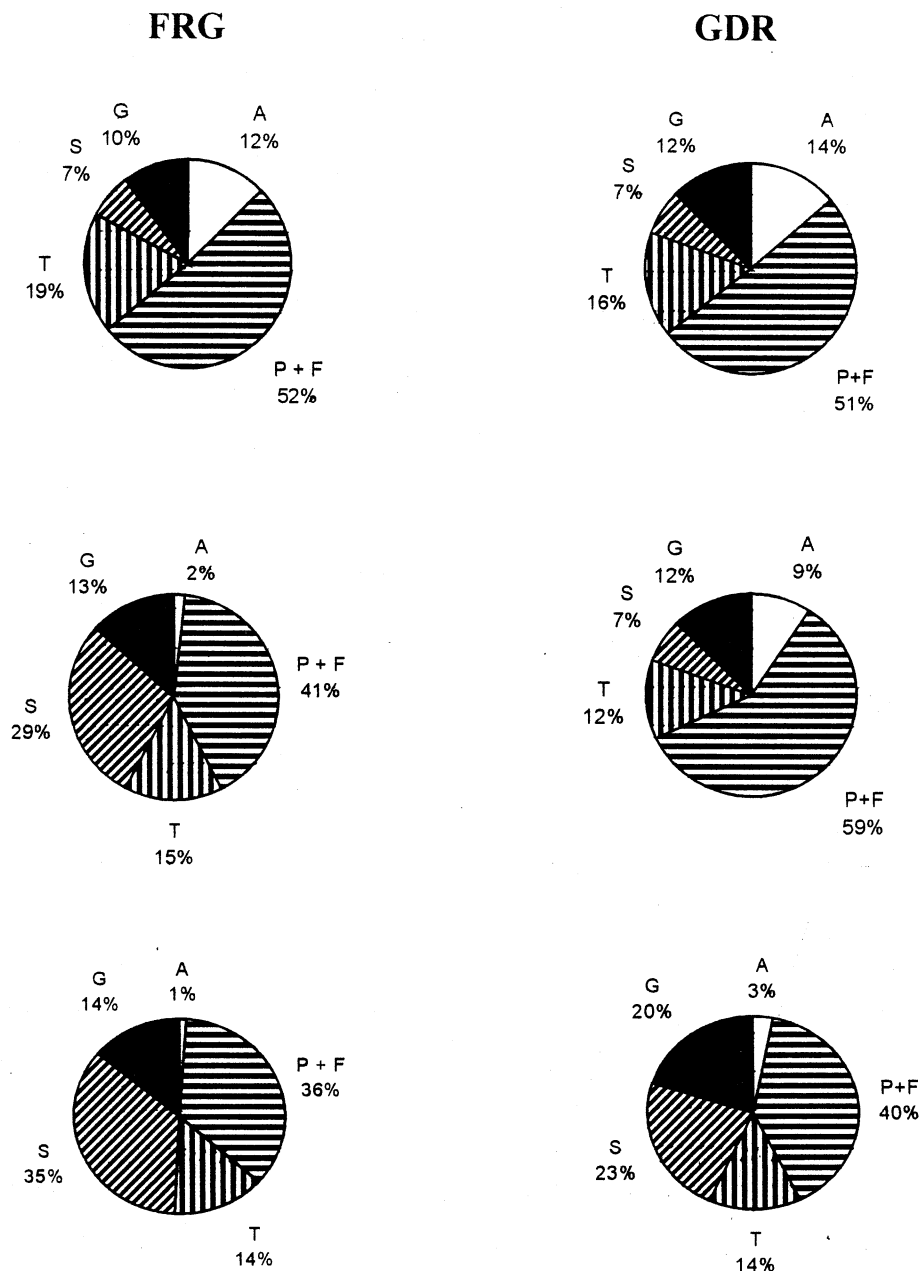 FRG
GDR
G
10%
A
12%
S
7%
T
19%
P + F
52%
G
12%
A
14%
S
7%
T
16%
P+F
51%
G
13%
A
2%
P + F
41%
S
29%
T
15%
G
12%
A
9%
S
7%
T
12%
P+F
59%
G
14%
A
1%
P + F
36%
S
35%
T
14%
G
20%
A
3%
P+F
40%
S
23%
T
14%